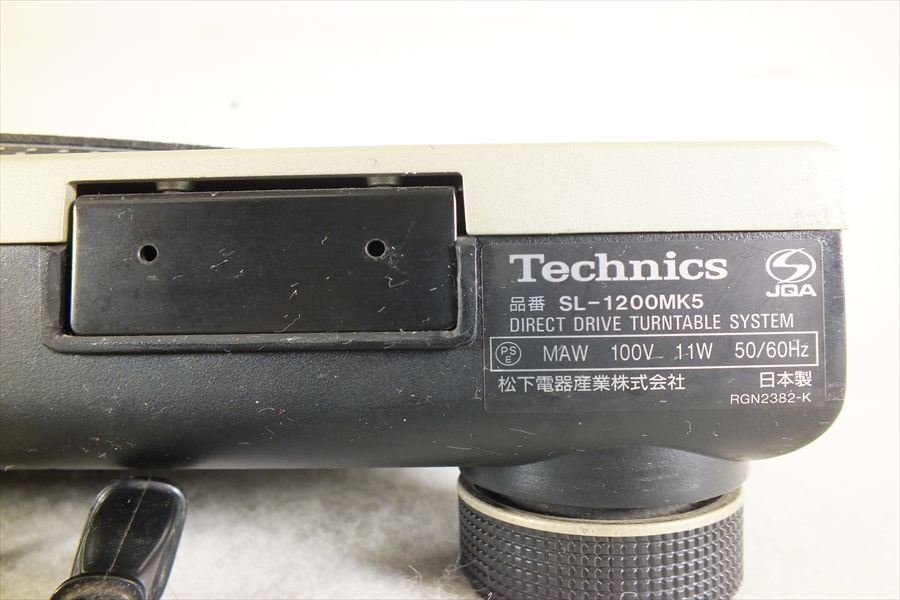 Technics
JQA
品番 SL-1200MK5
DIRECT DRIVE TURNTABLE SYSTEM
PS E MAW 100V 11W 50/60Hz
松下電器産業株式会社 日本製
RGN2382-K